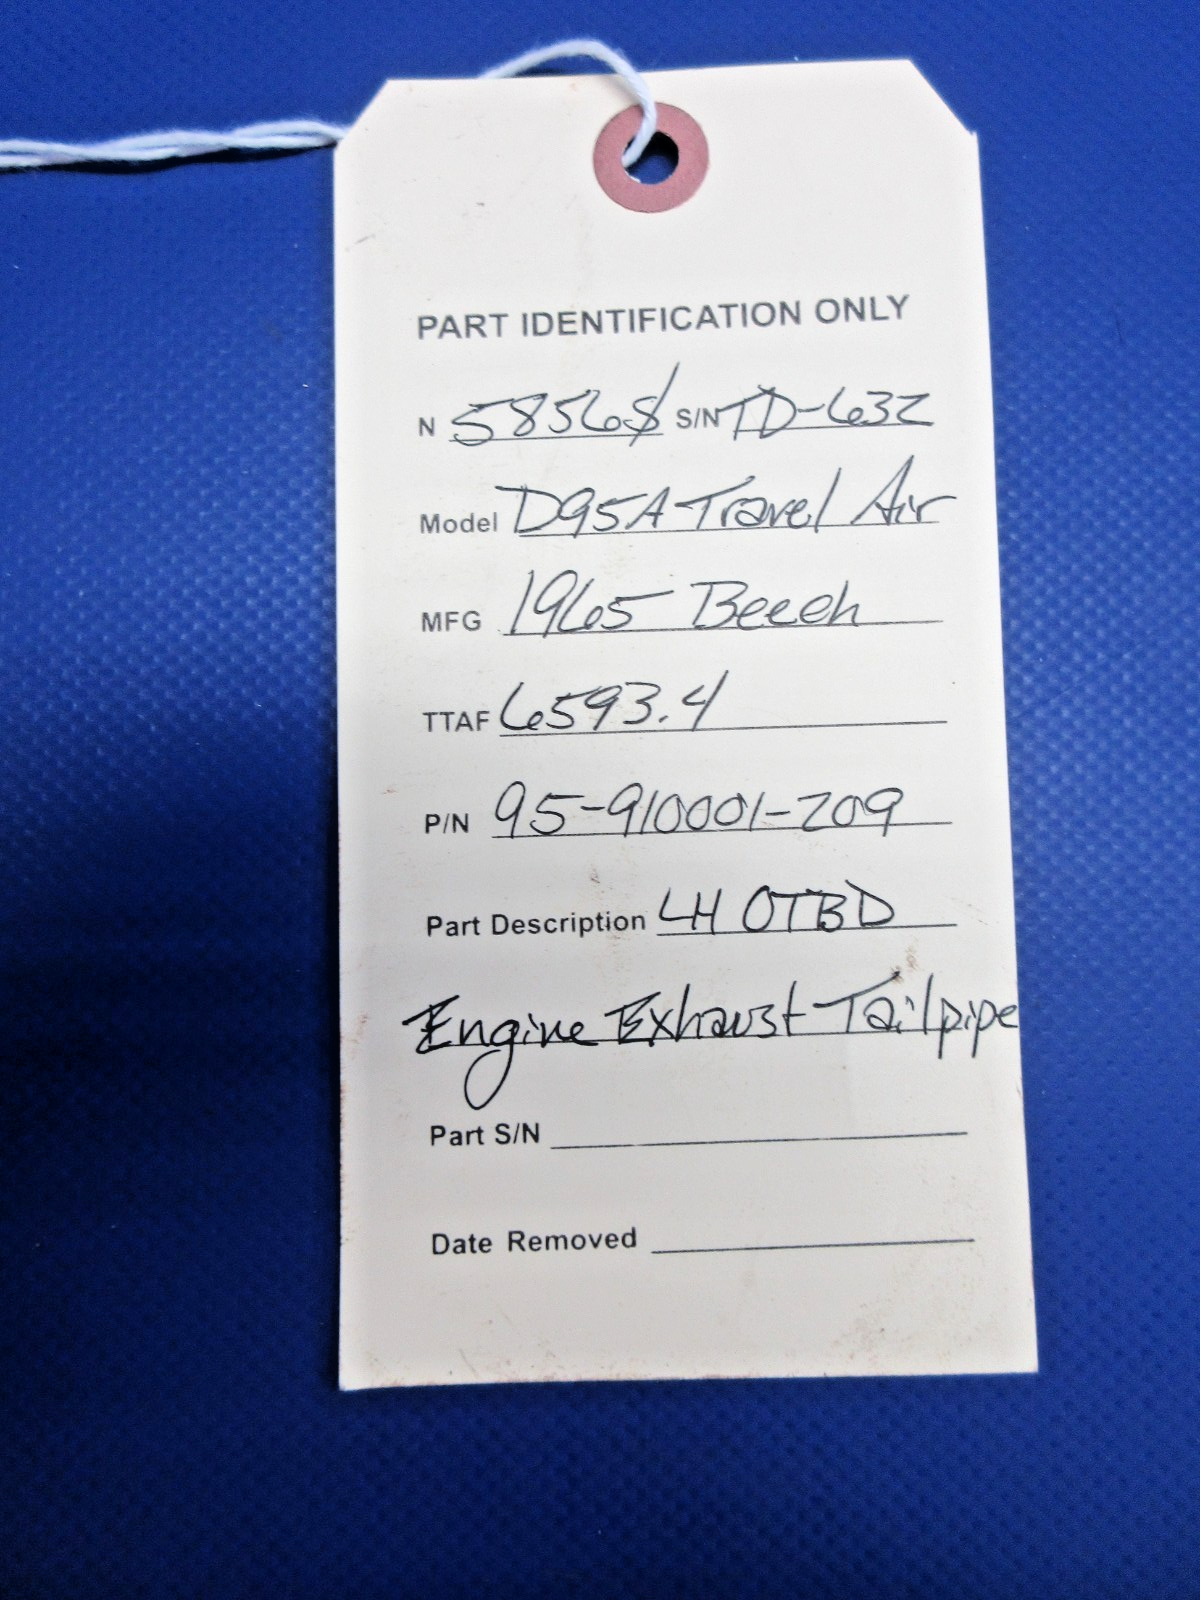 PART IDENTIFICATION ONLY
N 5856S S/N TD-632
Model D95A Travel Air
MFG 1965 Beech
TTAF 6593.4
P/N 95-910001-209
Part Description LH OTBD
Engine Exhaust Tailpipe
Part S/N
Date Removed